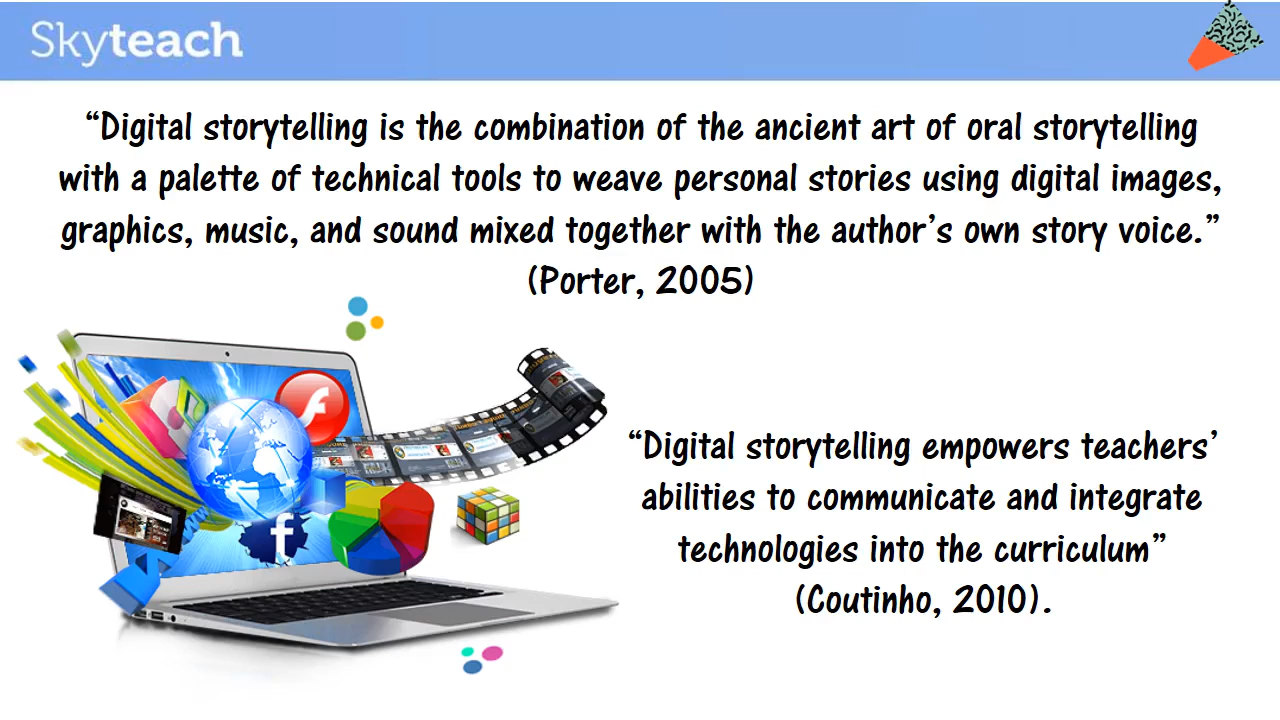 Skyteach
“Digital storytelling is the combination of the ancient art of oral storytelling
with a palette of technical tools to weave personal stories using digital images,
graphics, music, and sound mixed together with the author’s own story voice.”
(Porter, 2005)
“Digital storytelling empowers teachers’
abilities to communicate and integrate
technologies into the curriculum”
(Coutinho, 2010).